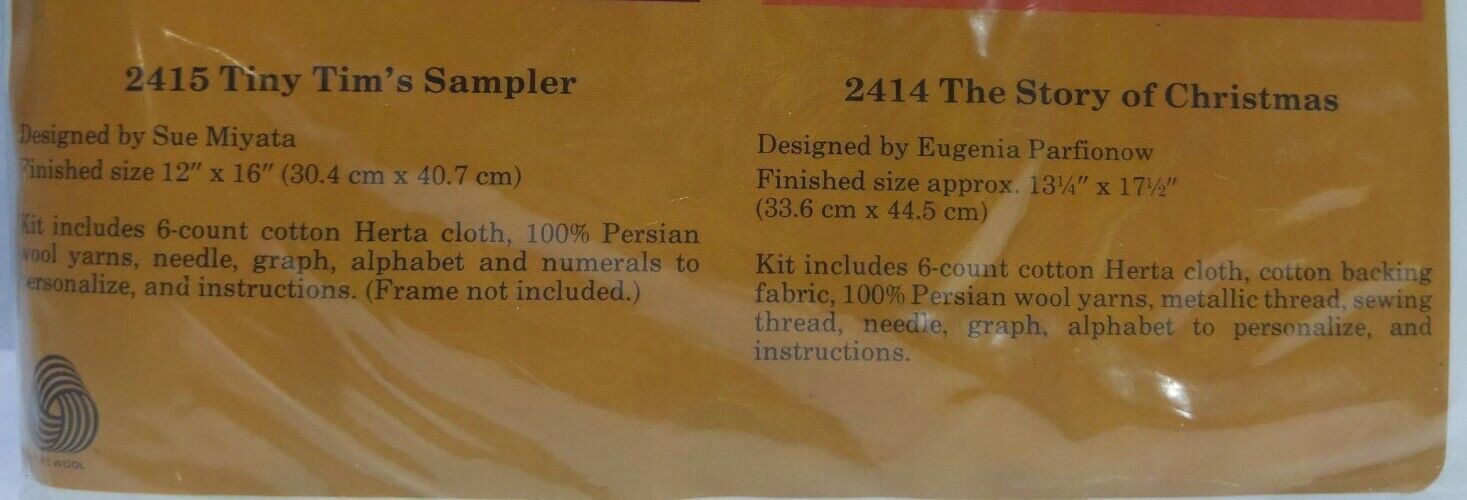 2415 Tiny Tim's Sampler
Designed by Sue Miyata
Finished size 12" x 16" (30.4 cm x 40.7 cm)
Kit includes 6-count cotton Herta cloth, 100% Persian
wool yarns, needle, graph, alphabet and numerals to
personalize, and instructions. (Frame not included.)
WOOL
2414 The Story of Christmas
Designed by Eugenia Parfionow
Finished size approx. 13¼" x 17½"
(33.6 cm x 44.5 cm)
Kit includes 6-count cotton Herta cloth, cotton backing
fabric, 100% Persian wool yarns, metallic thread, sewing
thread, needle, graph, alphabet to personalize, and
instructions.